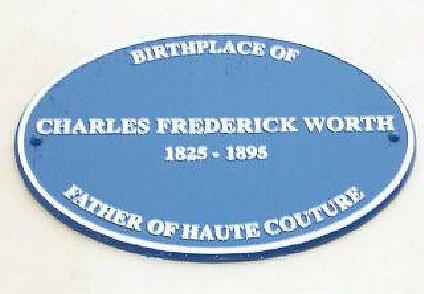 BIRTHPLACE OF
CHARLES FREDERICK WORTH
1825 • 1895
FATHER OF HAUTE COUTURE